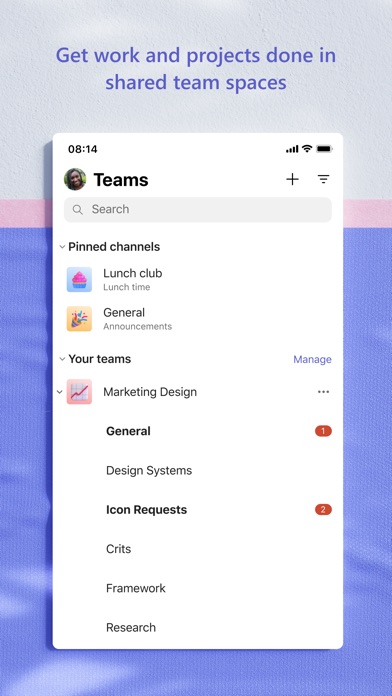 Get work and projects done in
shared team spaces
08:14
Teams
Search
Pinned channels
Lunch club
Lunch time
General
Announcements
Your teams
Manage
Marketing Design
General
1
Design Systems
Icon Requests
2
Crits
Framework
Research